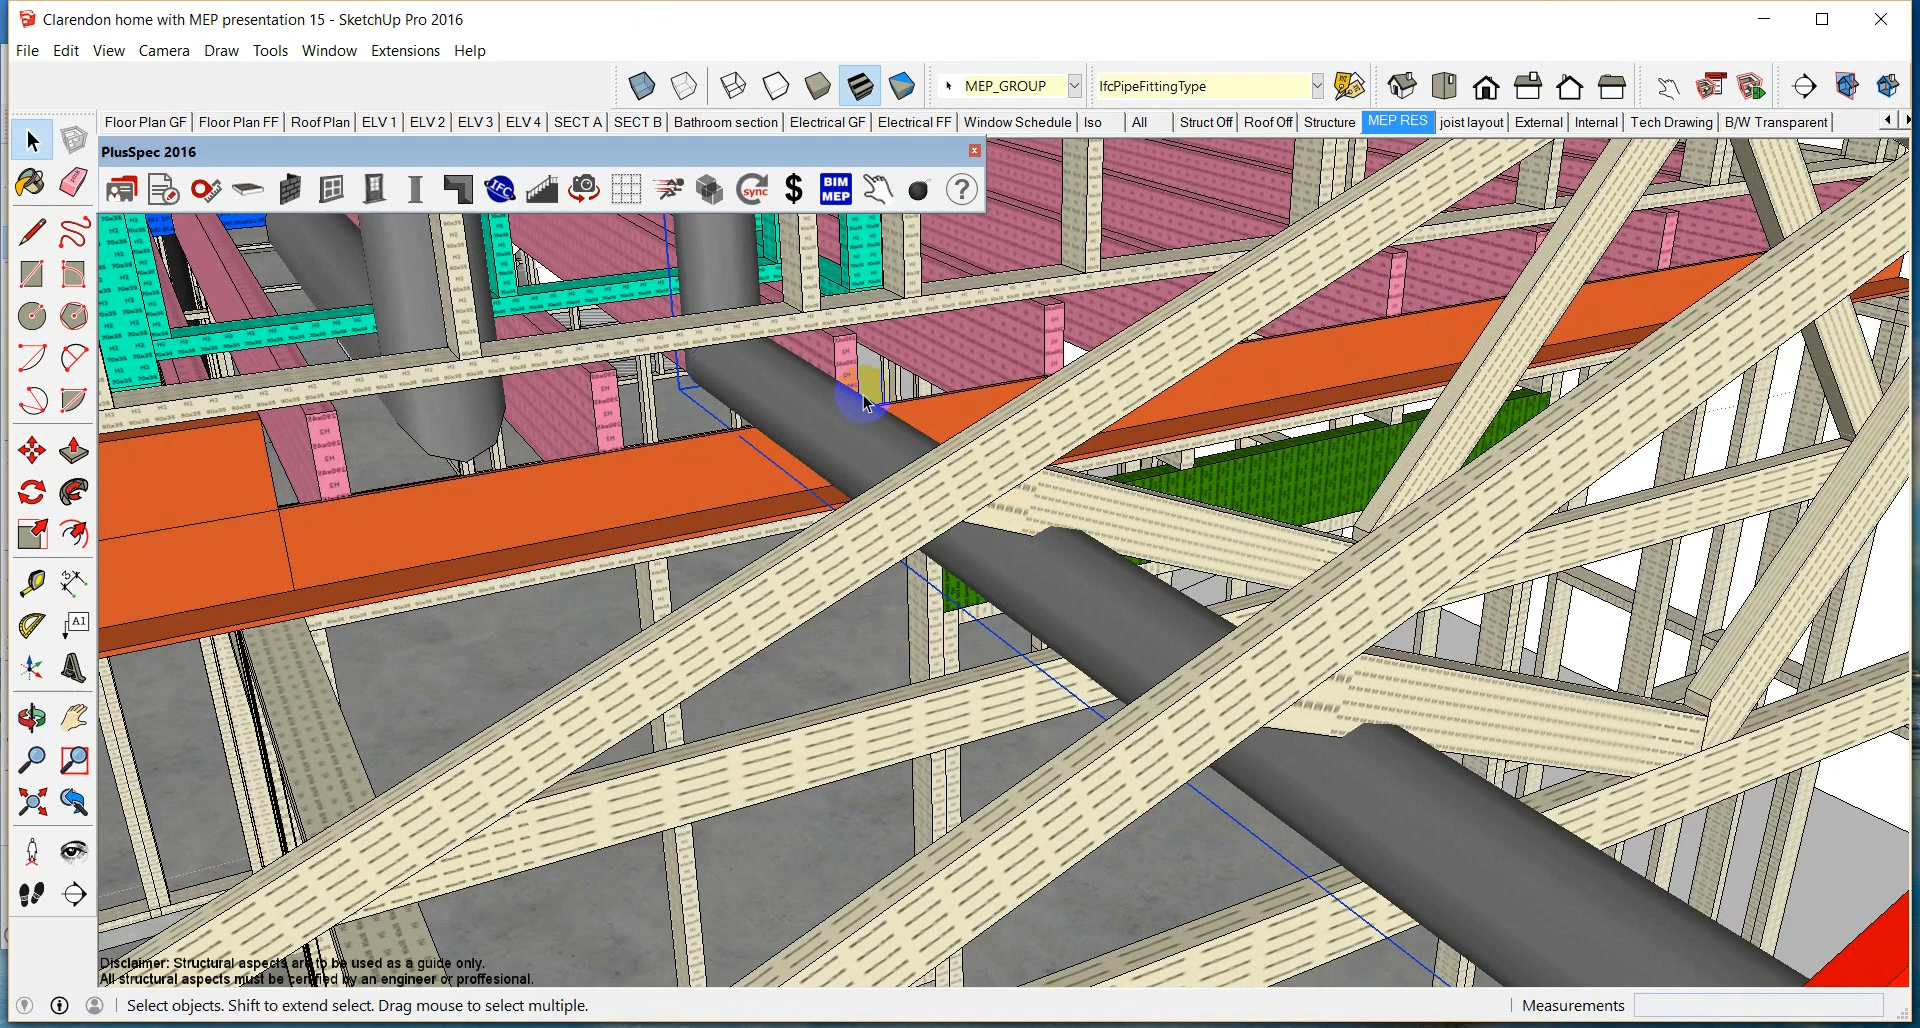 Clarendon home with MEP presentation 15 - SketchUp Pro 2016
File Edit View Camera Draw Tools Window Extensions Help
MEP_GROUP IfcPipeFittingType
Floor Plan GF Floor Plan FF Roof Plan ELV 1 ELV 2 ELV 3 ELV 4 SECT A SECT B Bathroom section Electrical GF Electrical FF Window Schedule Iso All Struct Off Roof Off Structure MEP RES joist layout External Internal Tech Drawing B/W Transparent
PlusSpec 2016
IFC sync $ BIM MEP ?
A1
Disclaimer: Structural aspects are to be used as a guide only.
All structural aspects must be certified by an engineer or proffesional.
Select objects. Shift to extend select. Drag mouse to select multiple.
Measurements